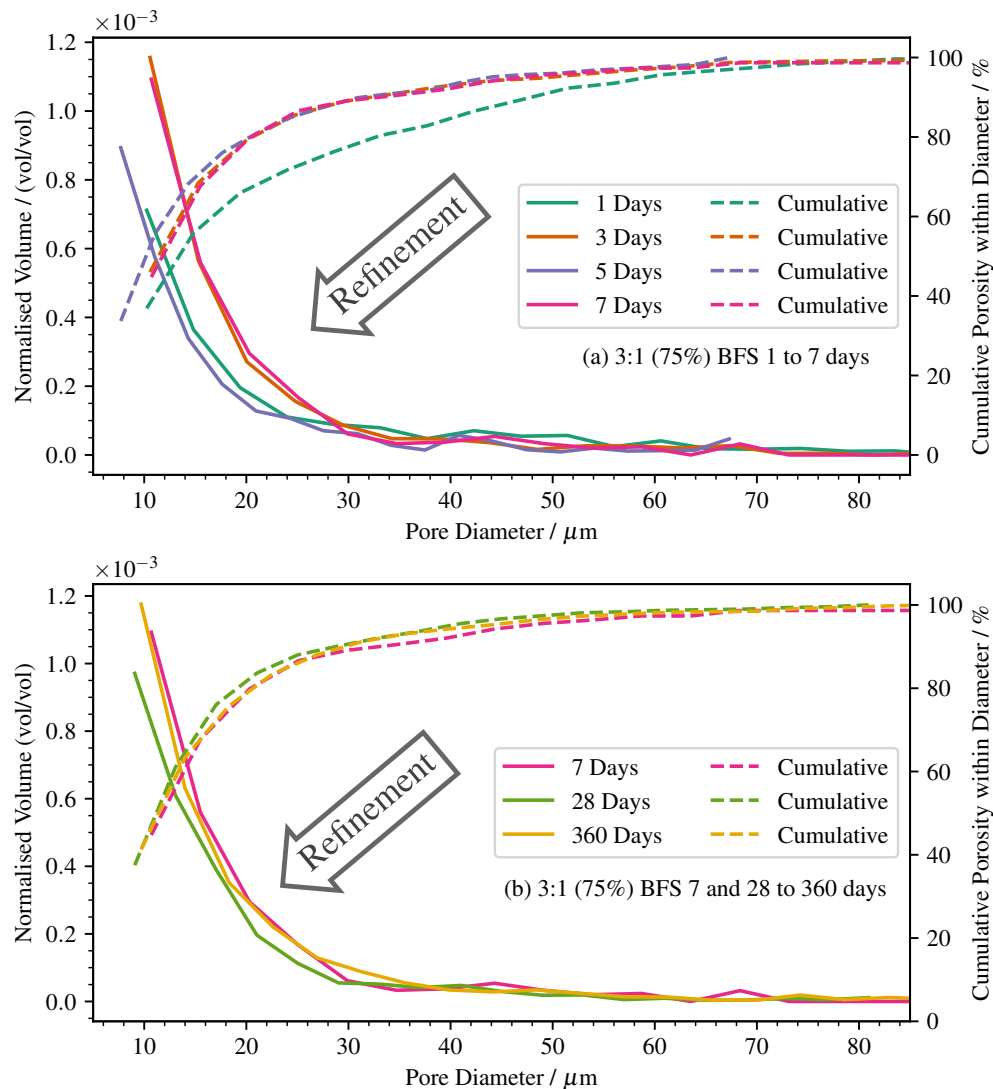 ×10⁻³
1.2
1.0
0.8
0.6
0.4
0.2
0.0
Normalised Volume / (vol/vol)
100
80
60
40
20
0
Cumulative Porosity within Diameter / %
Refinement
1 Days Cumulative
3 Days Cumulative
5 Days Cumulative
7 Days Cumulative
(a) 3:1 (75%) BFS 1 to 7 days
10 20 30 40 50 60 70 80
Pore Diameter / μm
×10⁻³
1.2
1.0
0.8
0.6
0.4
0.2
0.0
Normalised Volume (vol/vol)
100
80
60
40
20
0
Cumulative Porosity within Diameter / %
Refinement
7 Days Cumulative
28 Days Cumulative
360 Days Cumulative
(b) 3:1 (75%) BFS 7 and 28 to 360 days
10 20 30 40 50 60 70 80
Pore Diameter / μm